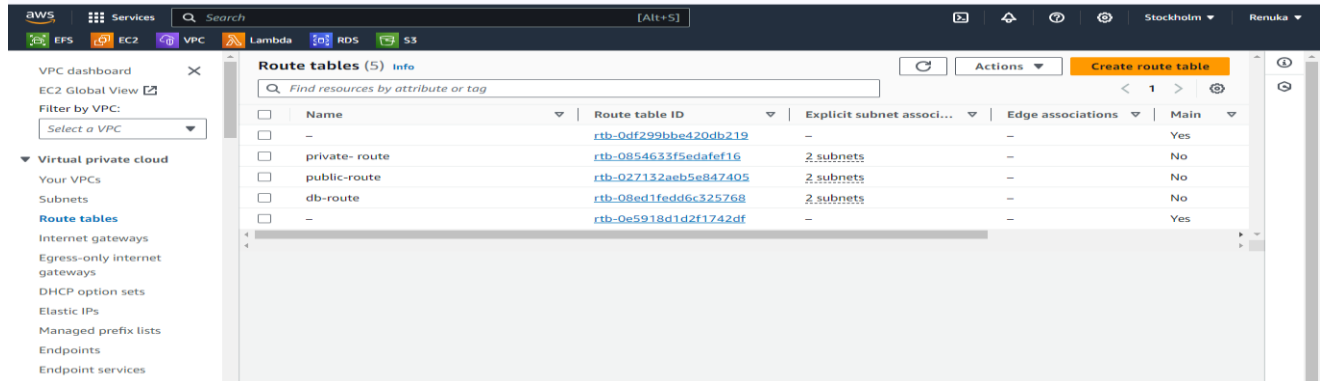 aws Services Search [Alt+S] Stockholm Renuka
EFS EC2 VPC Lambda RDS S3
VPC dashboard
EC2 Global View
Filter by VPC:
Select a VPC
Virtual private cloud
Your VPCs
Subnets
Route tables
Internet gateways
Egress-only internet
gateways
DHCP option sets
Elastic IPs
Managed prefix lists
Endpoints
Endpoint services
Route tables (5) Info Actions Create route table
Find resources by attribute or tag 1
Name Route table ID Explicit subnet associ... Edge associations Main
– rtb-0df299bbe420db219 – – Yes
private- route rtb-0854633f5edafef16 2 subnets – No
public-route rtb-027132aeb5e847405 2 subnets – No
db-route rtb-08ed1fedd6c325768 2 subnets – No
– rtb-0e5918d1d2f1742df – – Yes